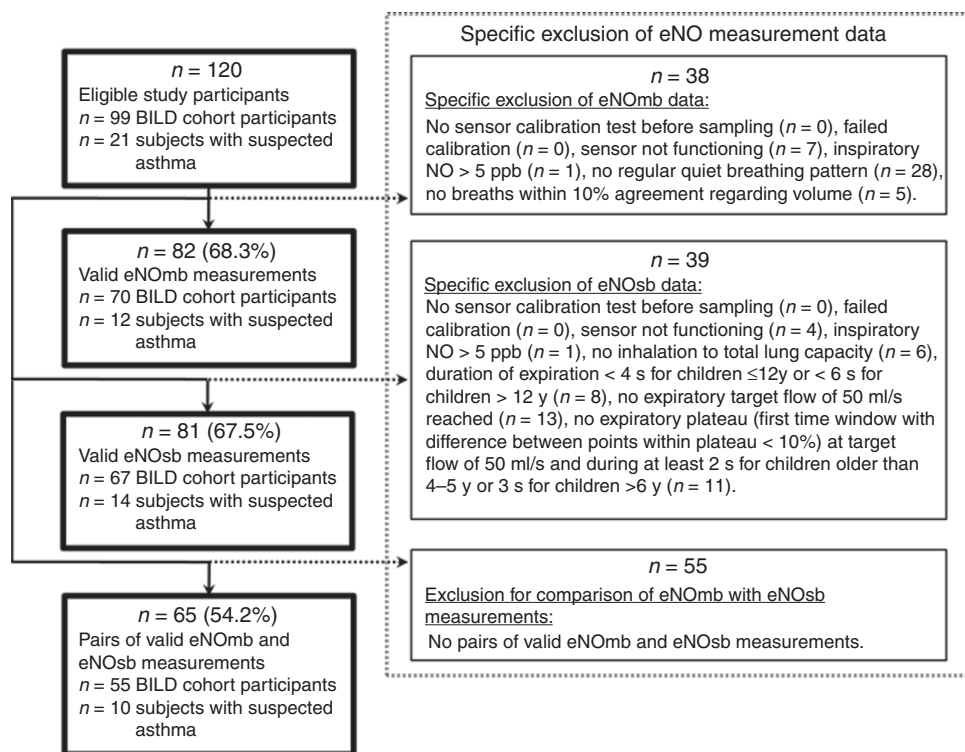 Specific exclusion of eNO measurement data
n = 120
Eligible study participants
n = 99 BILD cohort participants
n = 21 subjects with suspected
asthma
n = 38
Specific exclusion of eNOmb data:
No sensor calibration test before sampling (n = 0), failed
calibration (n = 0), sensor not functioning (n = 7), inspiratory
NO > 5 ppb (n = 1), no regular quiet breathing pattern (n = 28),
no breaths within 10% agreement regarding volume (n = 5).
n = 82 (68.3%)
Valid eNOmb measurements
n = 70 BILD cohort participants
n = 12 subjects with suspected
asthma
n = 39
Specific exclusion of eNOsb data:
No sensor calibration test before sampling (n = 0), failed
calibration (n = 0), sensor not functioning (n = 4), inspiratory
NO > 5 ppb (n = 1), no inhalation to total lung capacity (n = 6),
duration of expiration < 4 s for children ≤12y or < 6 s for
children > 12 y (n = 8), no expiratory target flow of 50 ml/s
reached (n = 13), no expiratory plateau (first time window with
difference between points within plateau < 10%) at target
flow of 50 ml/s and during at least 2 s for children older than
4–5 y or 3 s for children >6 y (n = 11).
n = 81 (67.5%)
Valid eNOsb measurements
n = 67 BILD cohort participants
n = 14 subjects with suspected
asthma
n = 55
Exclusion for comparison of eNOmb with eNOsb
measurements:
No pairs of valid eNOmb and eNOsb measurements.
n = 65 (54.2%)
Pairs of valid eNOmb and
eNOsb measurements
n = 55 BILD cohort participants
n = 10 subjects with suspected
asthma